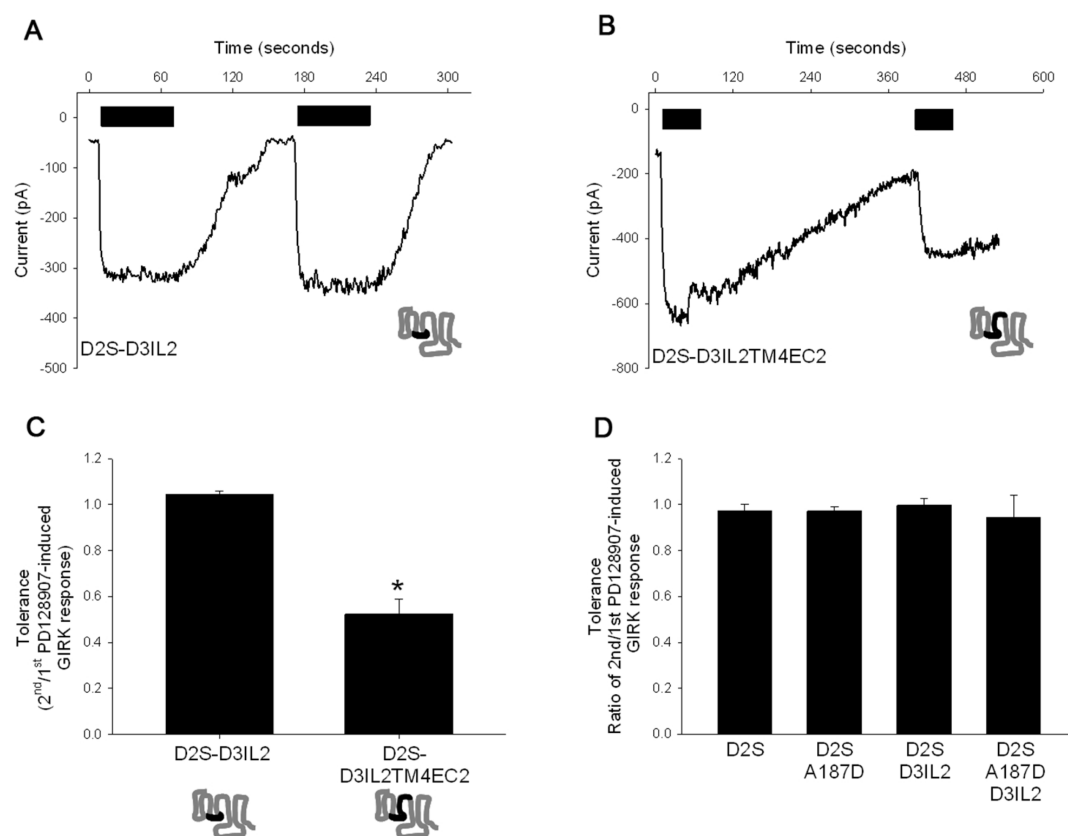 A
Time (seconds)
0 60 120 180 240 300
0
-100
-200
-300
-400
-500
Current (pA)
D2S-D3IL2
B
Time (seconds)
0 120 240 360 480 600
0
-200
-400
-600
-800
Current (pA)
D2S-D3IL2TM4EC2
C
1.2
1.0
0.8
0.6
0.4
0.2
0.0
Tolerance
(2nd/1st PD128907-induced
GIRK response)
*
D2S-D3IL2
D2S-
D3IL2TM4EC2
D
1.2
1.0
0.8
0.6
0.4
0.2
0.0
Tolerance
Ratio of 2nd/1st PD128907-induced
GIRK response
D2S
D2S
A187D
D2S
D3IL2
D2S
A187D
D3IL2